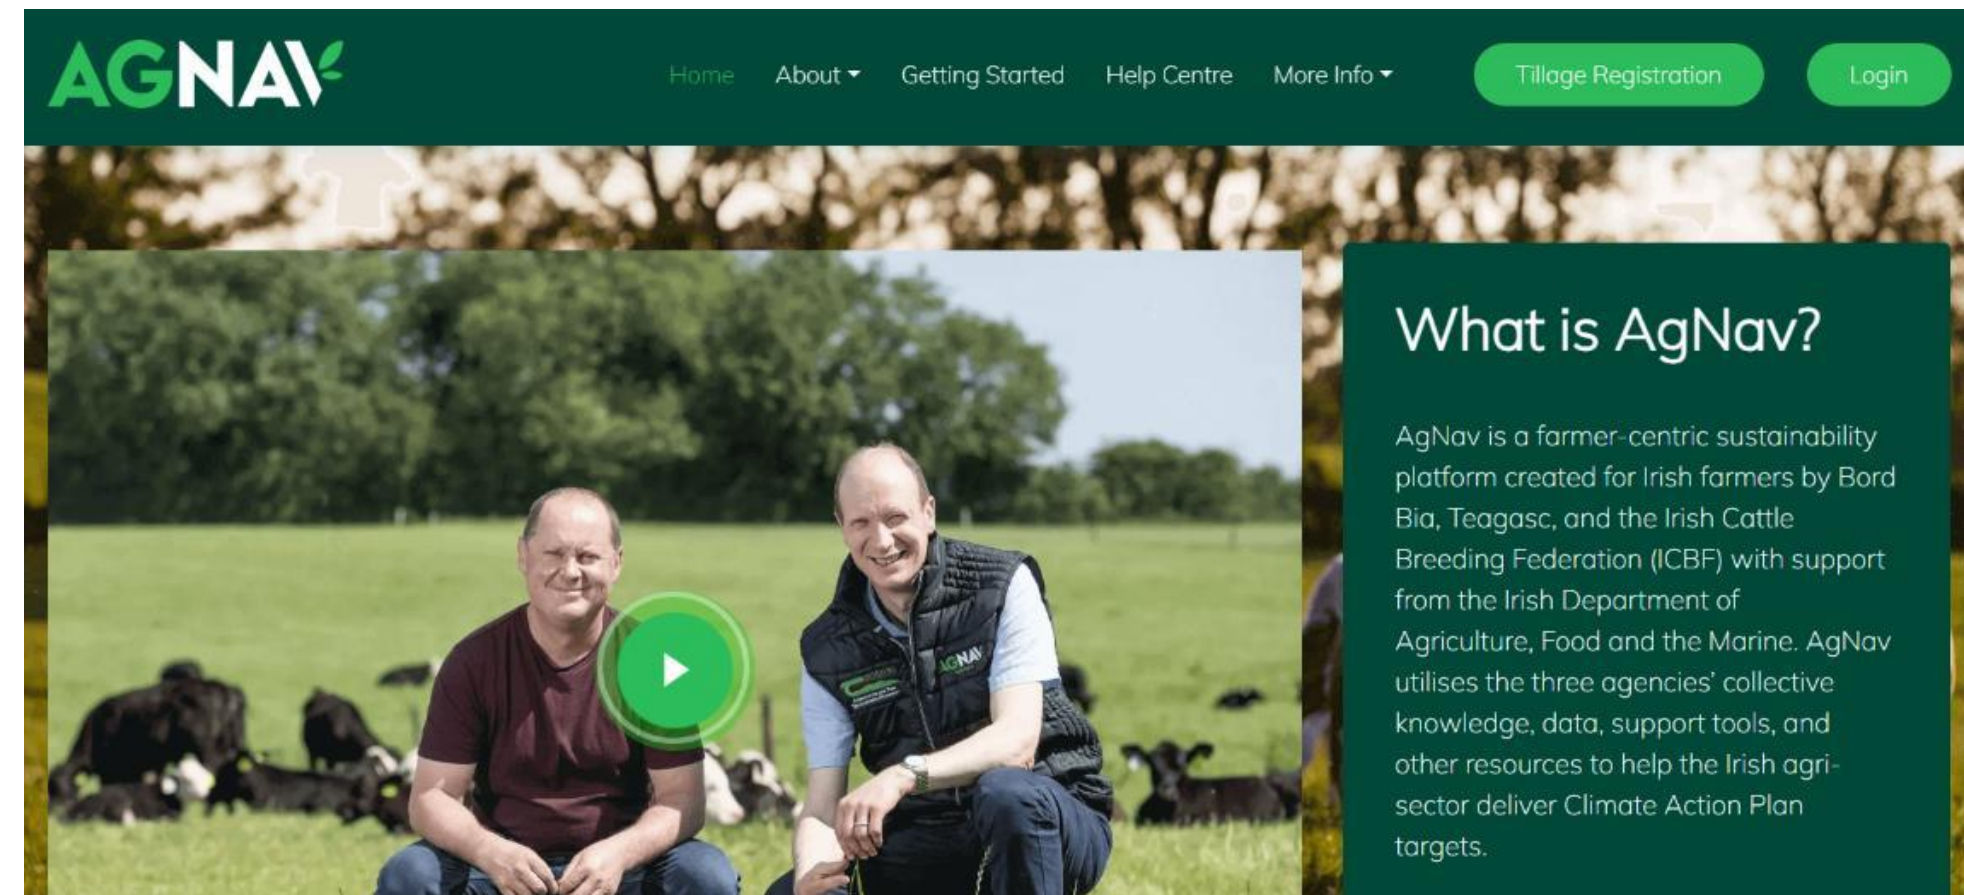 AGNAV
Home About Getting Started Help Centre More Info Tillage Registration Login
What is AgNav?
AgNav is a farmer-centric sustainability
platform created for Irish farmers by Bord
Bia, Teagasc, and the Irish Cattle
Breeding Federation (ICBF) with support
from the Irish Department of
Agriculture, Food and the Marine. AgNav
utilises the three agencies’ collective
knowledge, data, support tools, and
other resources to help the Irish agri-
sector deliver Climate Action Plan
targets.
AGNAV